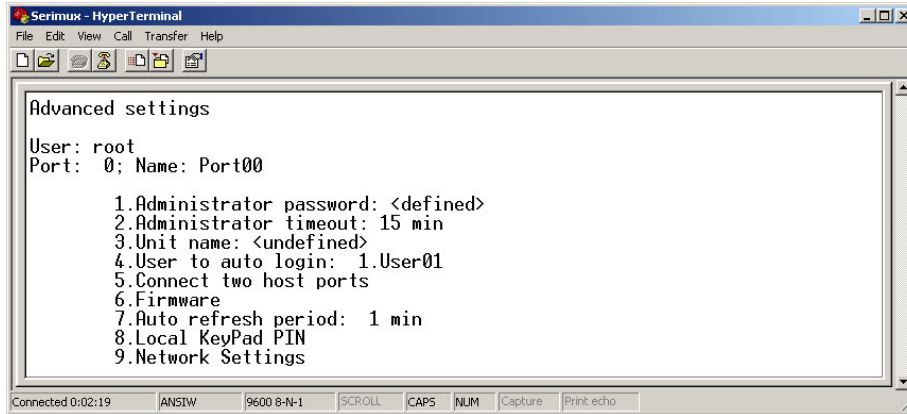 Serimux - HyperTerminal
File Edit View Call Transfer Help
Advanced settings
User: root
Port:  0; Name: Port00
1.Administrator password: <defined>
2.Administrator timeout: 15 min
3.Unit name: <undefined>
4.User to auto login:  1.User01
5.Connect two host ports
6.Firmware
7.Auto refresh period:  1 min
8.Local KeyPad PIN
9.Network Settings
Connected 0:02:19 ANSIW 9600 8-N-1 SCROLL CAPS NUM Capture Print echo